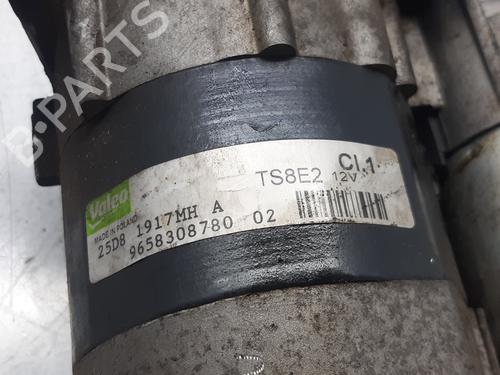 B-PARTS
Valeo TS8E2 12V CL1
MADE IN POLAND
25D8 1917MH A
9658308780 02